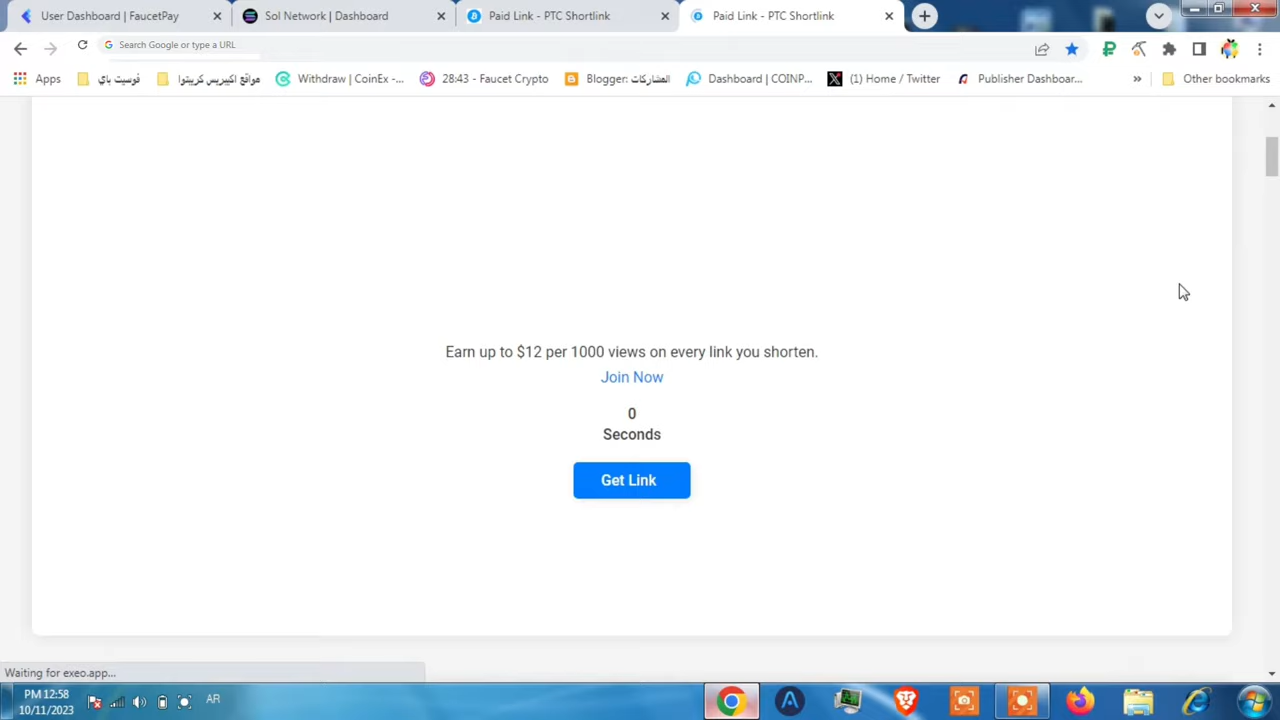 User Dashboard | FaucetPay
Sol Network | Dashboard
Paid Link - PTC Shortlink
Paid Link - PTC Shortlink
Search Google or type a URL
Apps
فوسيت باي
مواقع اكبيريس كريبتوا
Withdraw | CoinEx -...
28:43 - Faucet Crypto
Blogger: المشاركات
Dashboard | COINP...
(1) Home / Twitter
Publisher Dashboar...
»
Other bookmarks
Earn up to $12 per 1000 views on every link you shorten.
Join Now
0
Seconds
Get Link
Waiting for exeo.app...
PM 12:58
10/11/2023
AR